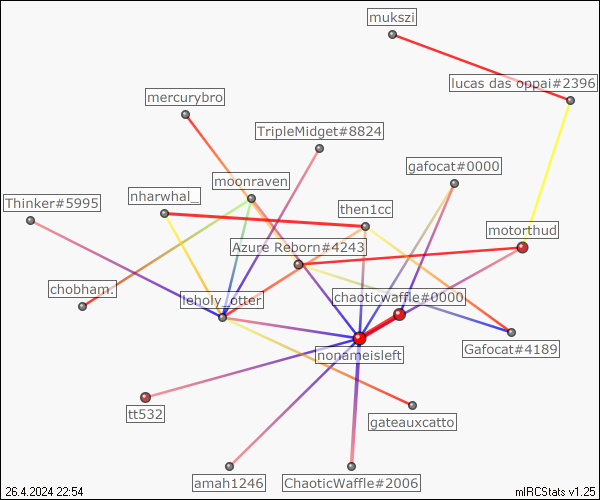 mukszi
lucas das oppai#2396
mercurybro
TripleMidget#8824
gafocat#0000
moonraven
nharwhal_
Thinker#5995
then1cc
motorthud
Azure Reborn#4243
chobham.
leholy_otter
chaoticwaffle#0000
nonameisleft
Gafocat#4189
tt532
gateauxcatto
amah1246
ChaoticWaffle#2006
26.4.2024 22:54
mIRCStats v1.25